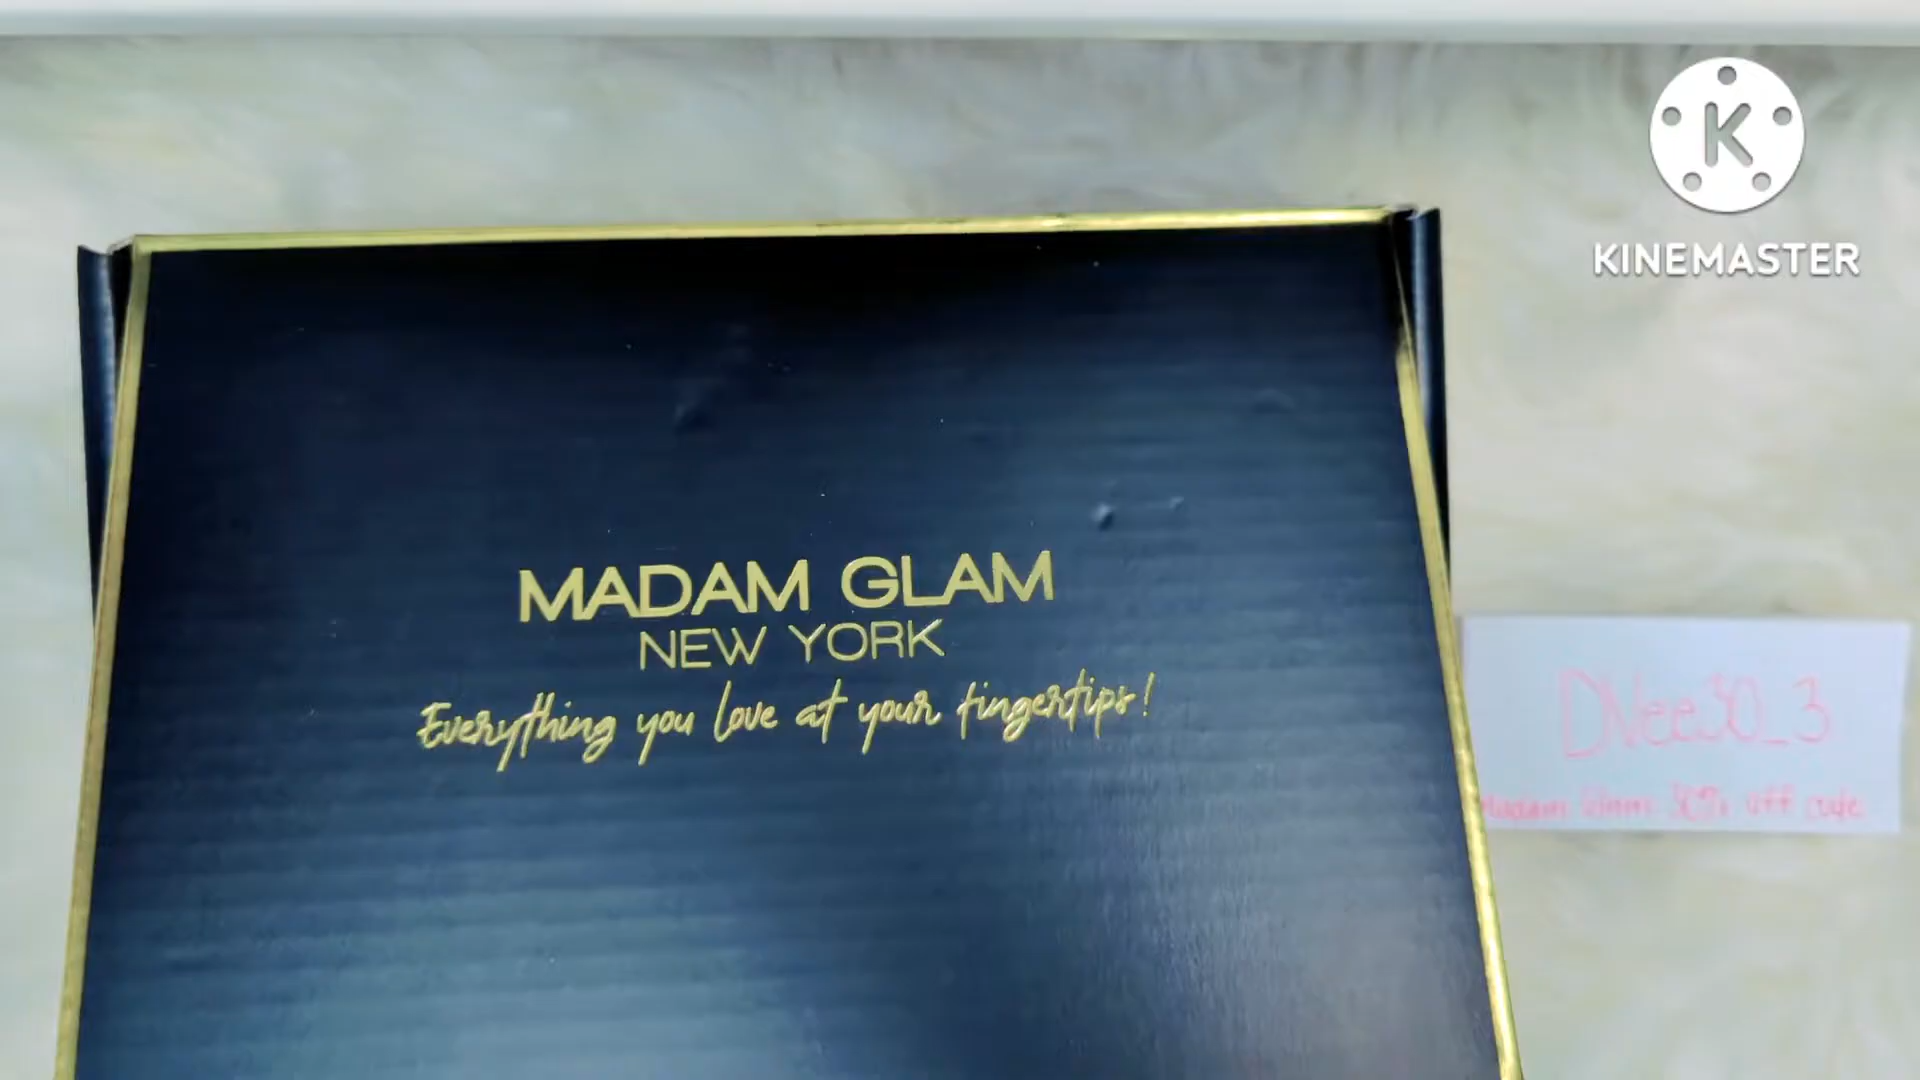 KINEMASTER
MADAM GLAM
NEW YORK
Everything you love at your fingertips!
DVee30_3
Madam Glam 30% off code